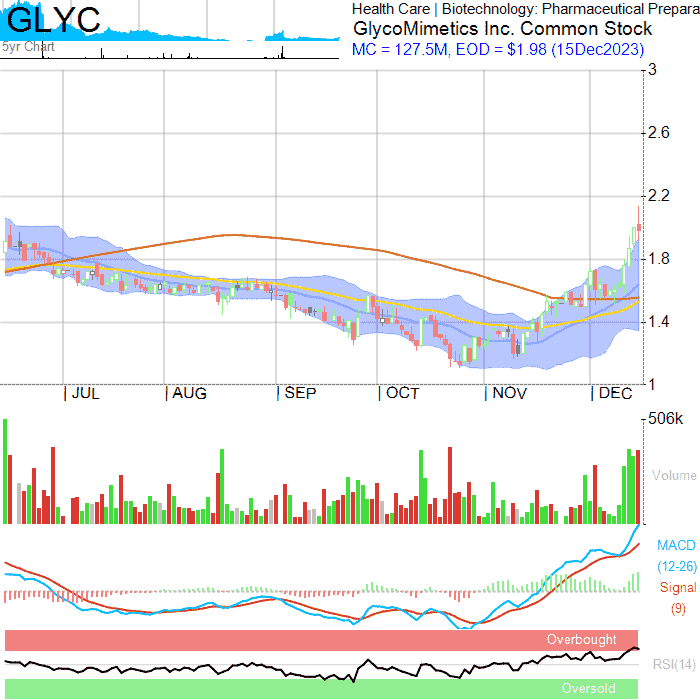 GLYC
5yr Chart
Health Care | Biotechnology: Pharmaceutical Prepara
GlycoMimetics Inc. Common Stock
MC = 127.5M, EOD = $1.98 (15Dec2023)
3
2.6
2.2
1.8
1.4
1
| JUL | AUG | SEP | OCT | NOV | DEC
506k
Volume
MACD
(12-26)
Signal
(9)
Overbought
RSI(14)
Oversold